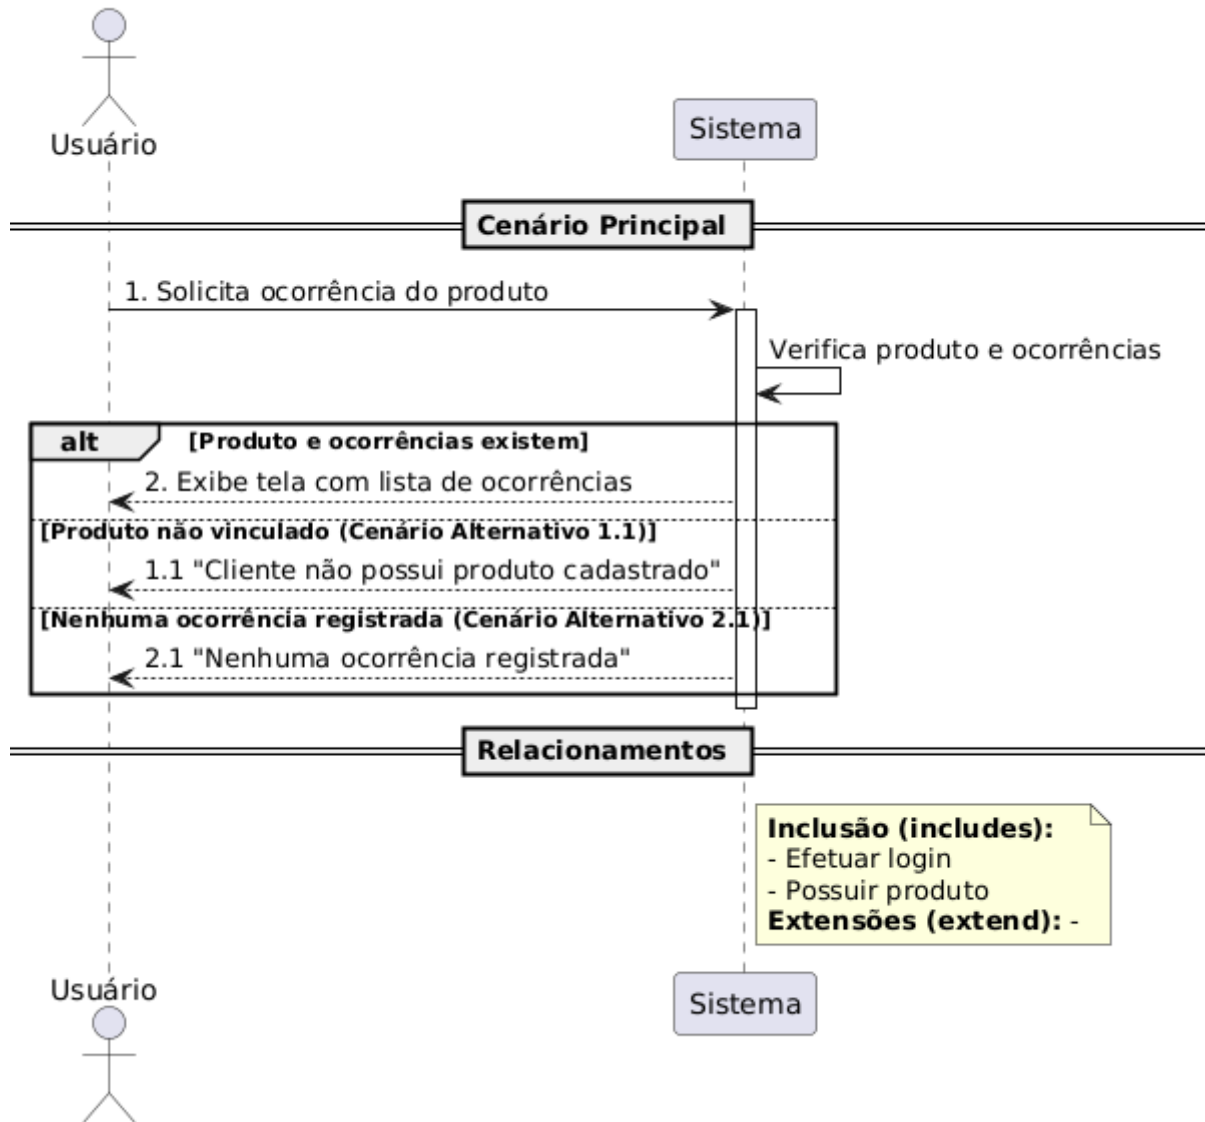 Usuário
Sistema
Cenário Principal
1. Solicita ocorrência do produto
Verifica produto e ocorrências
alt [Produto e ocorrências existem]
2. Exibe tela com lista de ocorrências
[Produto não vinculado (Cenário Alternativo 1.1)]
1.1 "Cliente não possui produto cadastrado"
[Nenhuma ocorrência registrada (Cenário Alternativo 2.1)]
2.1 "Nenhuma ocorrência registrada"
Relacionamentos
Inclusão (includes):
- Efetuar login
- Possuir produto
Extensões (extend): -
Usuário
Sistema